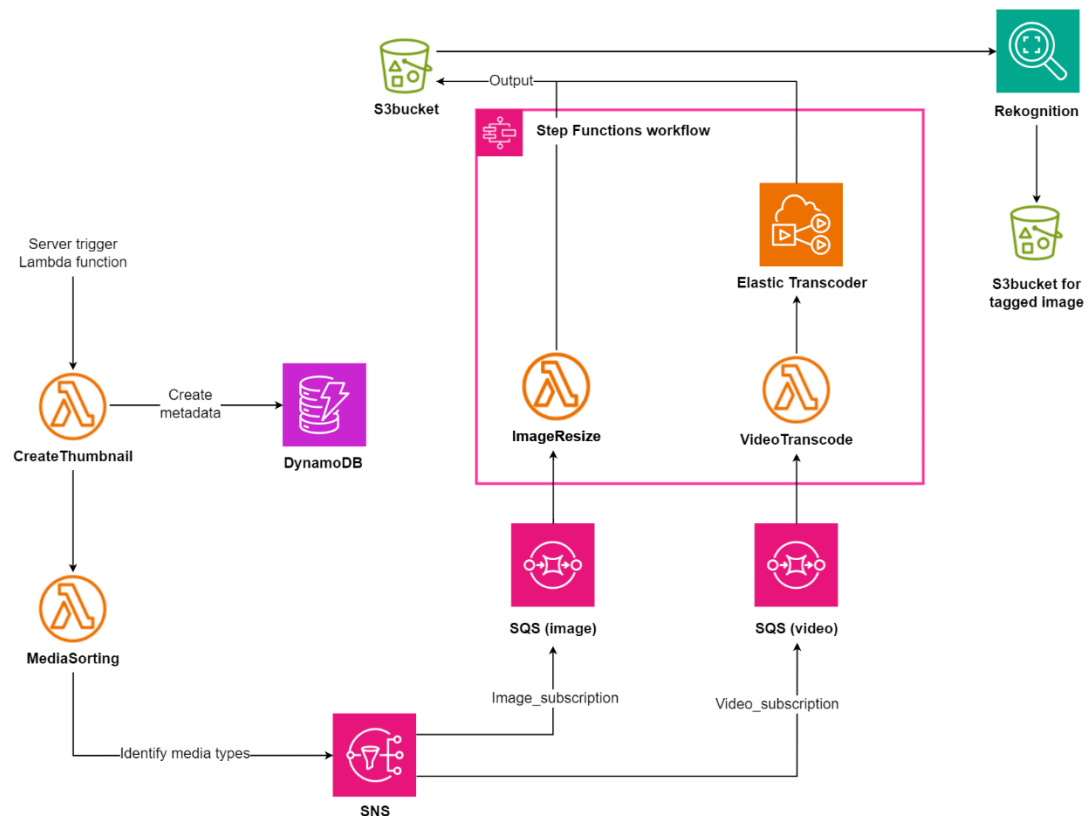 S3bucket
Output
Rekognition
Step Functions workflow
Elastic Transcoder
S3bucket for
tagged image
Server trigger
Lambda function
CreateThumbnail
Create
metadata
DynamoDB
ImageResize
VideoTranscode
MediaSorting
SQS (image)
SQS (video)
Image_subscription
Video_subscription
Identify media types
SNS